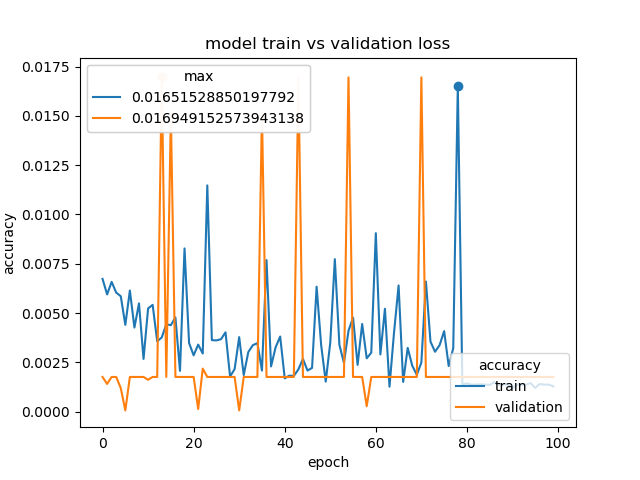 model train vs validation loss
max
0.01651528850197792
0.016949152573943138
accuracy
0.0175
0.0150
0.0125
0.0100
0.0075
0.0050
0.0025
0.0000
accuracy
train
validation
0 20 40 60 80 100
epoch